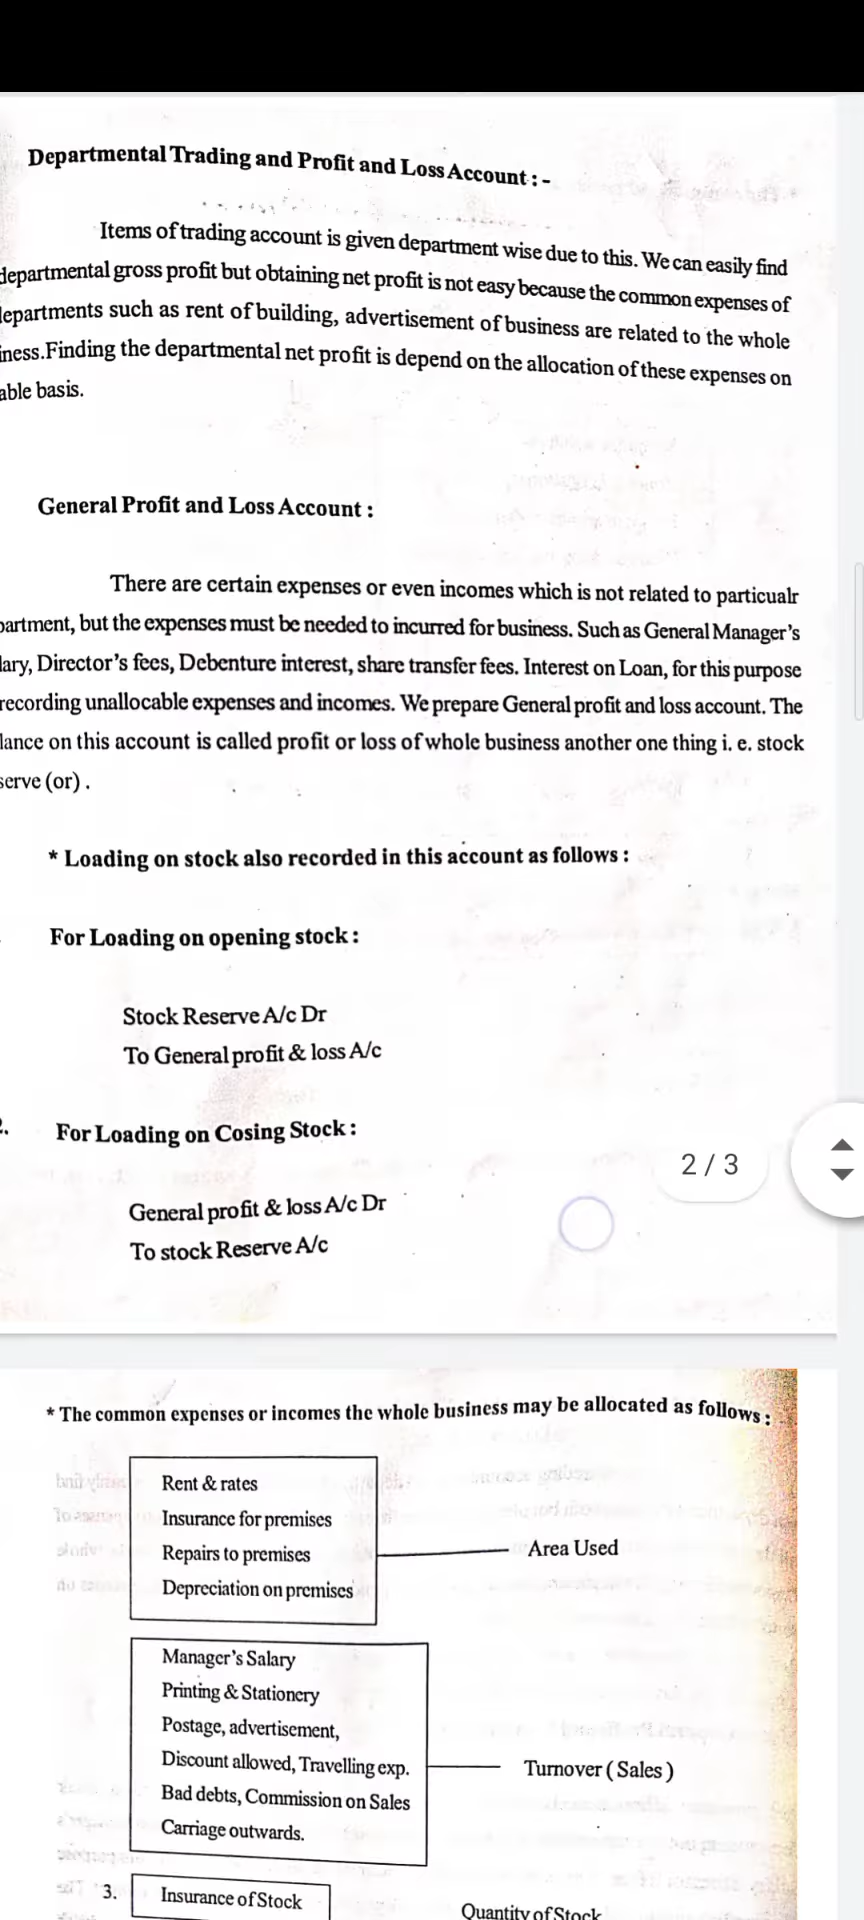 Departmental Trading and Profit and Loss Account : -
Items of trading account is given department wise due to this. We can easily find
departmental gross profit but obtaining net profit is not easy because the common expenses of
epartments such as rent of building, advertisement of business are related to the whole
iness.Finding the departmental net profit is depend on the allocation of these expenses on
able basis.
General Profit and Loss Account :
There are certain expenses or even incomes which is not related to particualr
partment, but the expenses must be needed to incurred for business. Such as General Manager's
lary, Director's fees, Debenture interest, share transfer fees. Interest on Loan, for this purpose
recording unallocable expenses and incomes. We prepare General profit and loss account. The
lance on this account is called profit or loss of whole business another one thing i. e. stock
serve (or) .
* Loading on stock also recorded in this account as follows :
For Loading on opening stock :
Stock Reserve A/c Dr
To General profit & loss A/c
2. For Loading on Cosing Stock :
2 / 3
General profit & loss A/c Dr
To stock Reserve A/c
* The common expenses or incomes the whole business may be allocated as follows :
Rent & rates
Insurance for premises
Repairs to premises
Area Used
Depreciation on premises
Manager's Salary
Printing & Stationery
Postage, advertisement,
Discount allowed, Travelling exp.
Turnover ( Sales )
Bad debts, Commission on Sales
Carriage outwards.
3. Insurance of Stock
Quantity of Stock